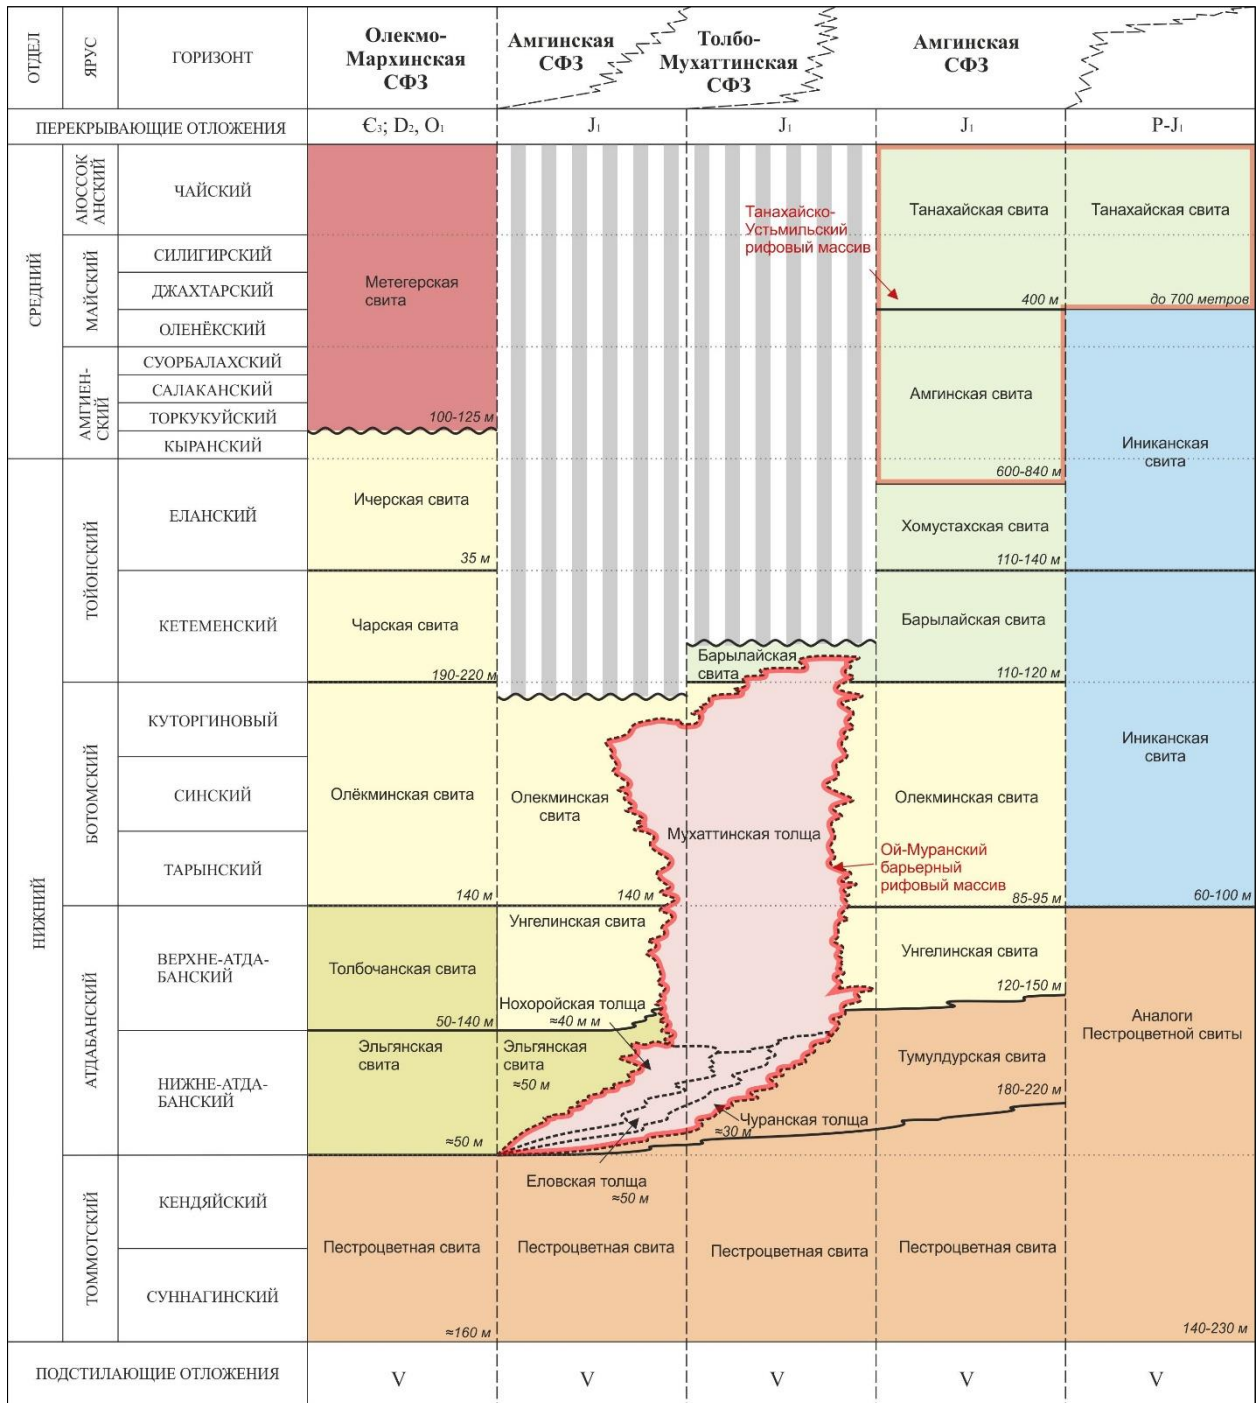 ОТДЕЛ
ЯРУС
ГОРИЗОНТ
Олекмо-
Мархинская
СФЗ
Амгинская
СФЗ
Толбо-
Мухаттинская
СФЗ
Амгинская
СФЗ
ПЕРЕКРЫВАЮЩИЕ ОТЛОЖЕНИЯ
Є₃; D₂, O₁
J₁
J₁
J₁
P-J₁
СРЕДНИЙ
НИЖНИЙ
АЮССОК
АНСКИЙ
МАЙСКИЙ
АМГИЕН-
СКИЙ
ТОЙОНСКИЙ
БОТОМСКИЙ
АТДАБАНСКИЙ
ТОММОТСКИЙ
ЧАЙСКИЙ
СИЛИГИРСКИЙ
ДЖАХТАРСКИЙ
ОЛЕНЁКСКИЙ
СУОРБАЛАХСКИЙ
САЛАКАНСКИЙ
ТОРКУКУЙСКИЙ
КЫРАНСКИЙ
ЕЛАНСКИЙ
КЕТЕМЕНСКИЙ
КУТОРГИНОВЫЙ
СИНСКИЙ
ТАРЫНСКИЙ
ВЕРХНЕ-АТДА-
БАНСКИЙ
НИЖНЕ-АТДА-
БАНСКИЙ
КЕНДЯЙСКИЙ
СУННАГИНСКИЙ
Метегерская
свита
100-125 м
Ичерская свита
35 м
Чарская свита
190-220 м
Олёкминская свита
140 м
Толбочанская свита
50-140 м
Эльгянская
свита
≈50 м
Пестроцветная свита
≈160 м
Олекминская
свита
140 м
Унгелинская свита
Нохоройская толща
≈40 м м
Эльгянская
свита
≈50 м
Еловская толща
≈50 м
Пестроцветная свита
Барылайская
свита
Мухаттинская толща
Чуранская толща
≈30 м
Пестроцветная свита
Танахайско-
Устьмильский
рифовый массив
Танахайская свита
400 м
Амгинская свита
600-840 м
Хомустахская свита
110-140 м
Барылайская свита
110-120 м
Олекминская свита
Ой-Муранский
барьерный
рифовый массив
85-95 м
Унгелинская свита
120-150 м
Тумулдурская свита
180-220 м
Пестроцветная свита
Танахайская свита
до 700 метров
Иниканская
свита
Иниканская
свита
60-100 м
Аналоги
Пестроцветной свиты
140-230 м
ПОДСТИЛАЮЩИЕ ОТЛОЖЕНИЯ
V
V
V
V
V